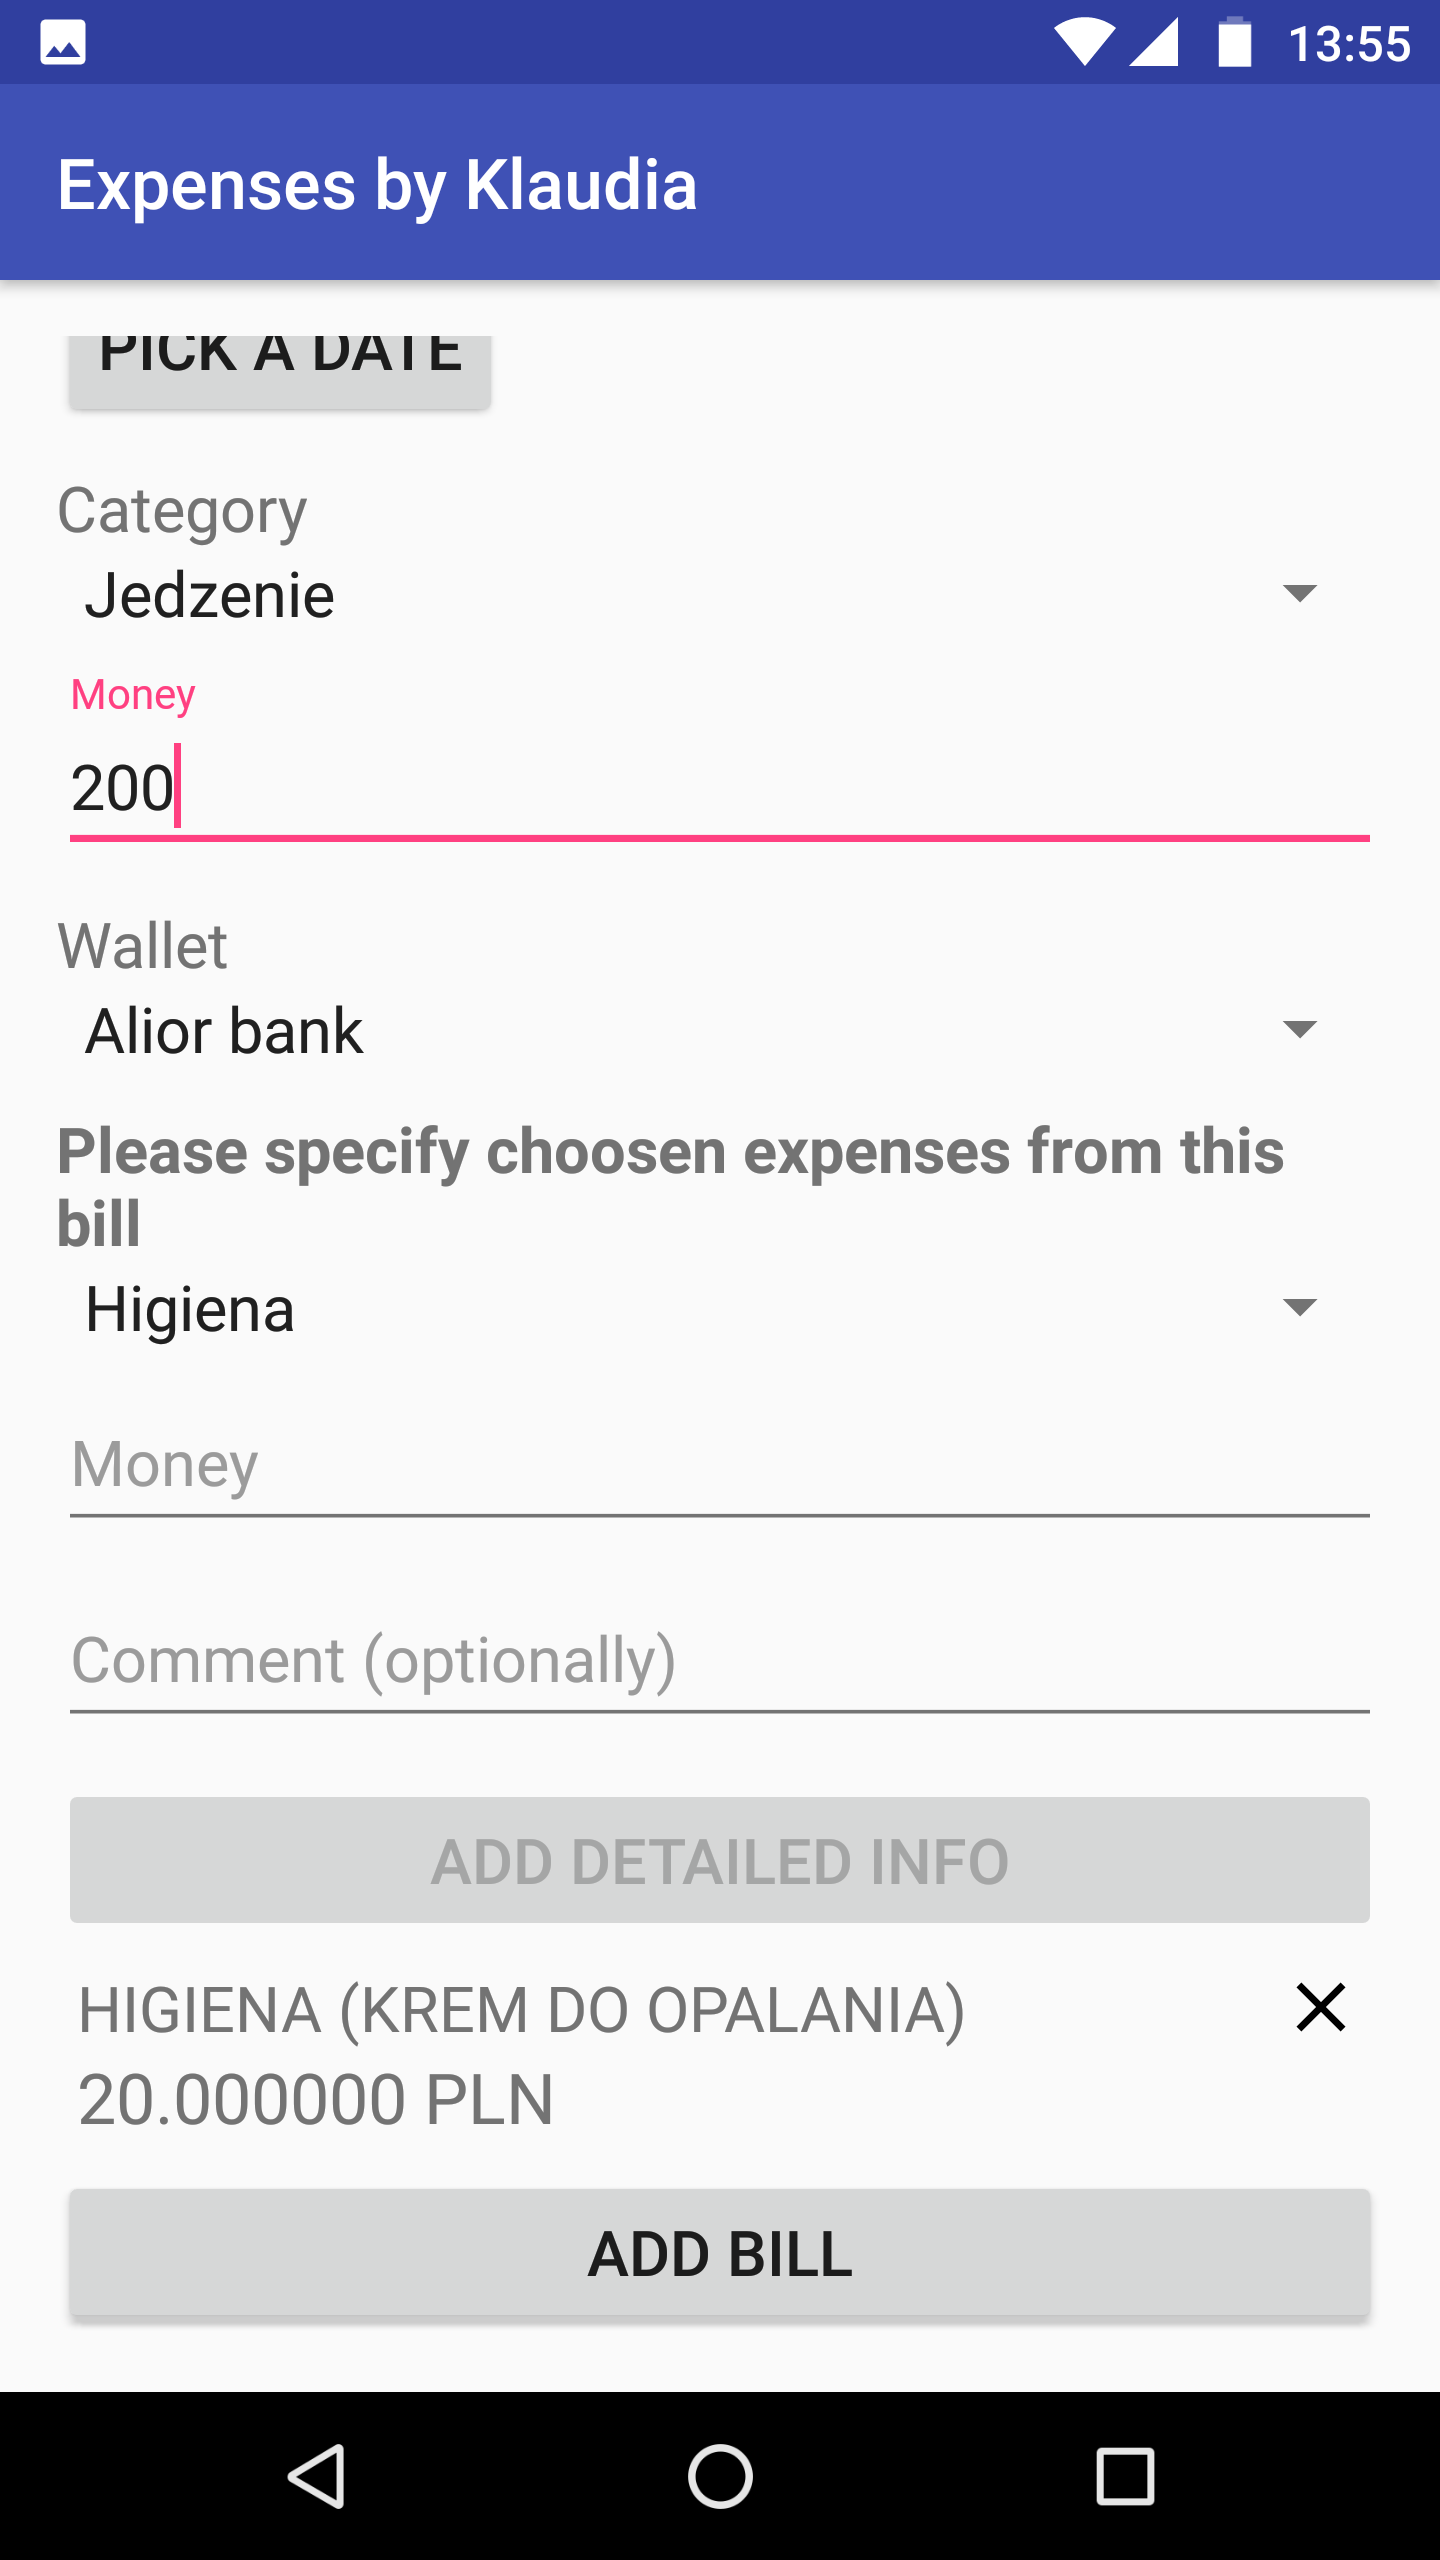 13:55
Expenses by Klaudia
PICK A DATE
Category
Jedzenie
Money
200
Wallet
Alior bank
Please specify choosen expenses from this
bill
Higiena
Money
Comment (optionally)
ADD DETAILED INFO
HIGIENA (KREM DO OPALANIA)
20.000000 PLN
ADD BILL